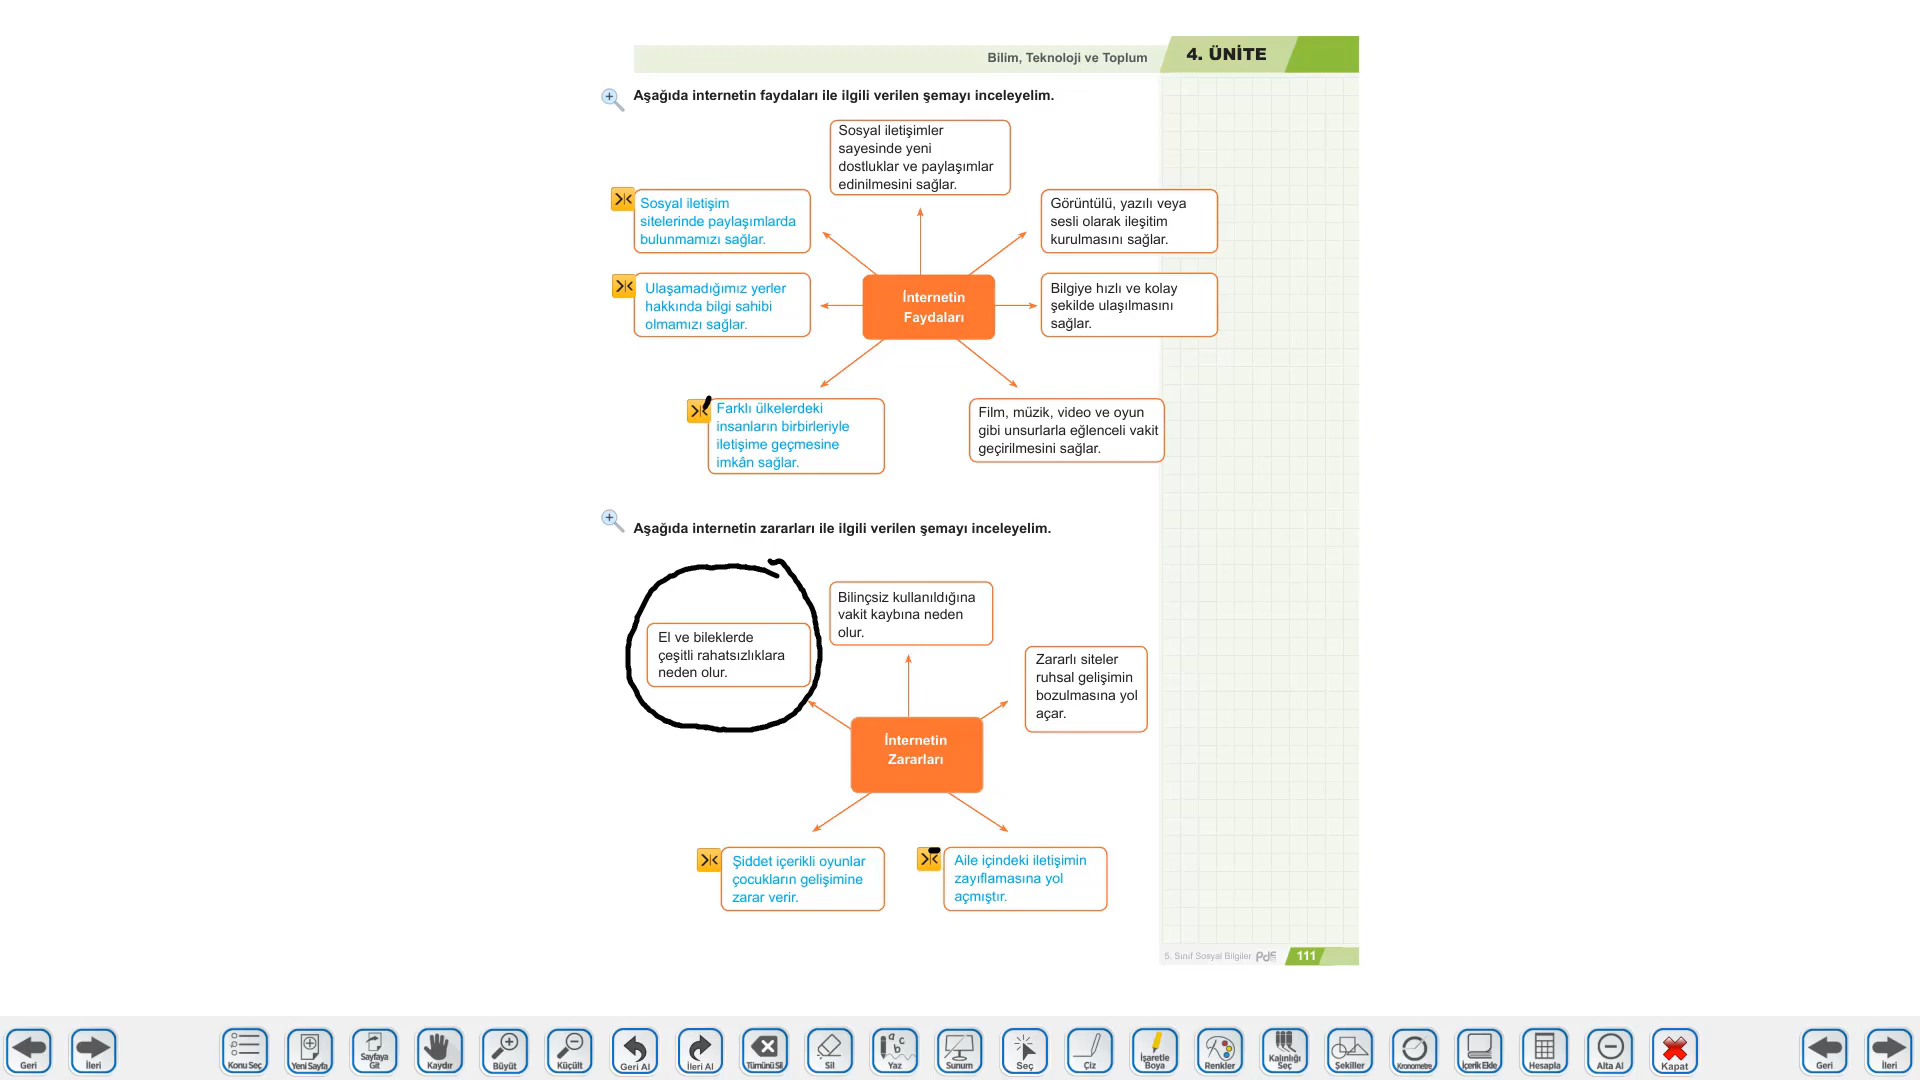 Bilim, Teknoloji ve Toplum
4. ÜNİTE
Aşağıda internetin faydaları ile ilgili verilen şemayı inceleyelim.
Sosyal iletişimler
sayesinde yeni
dostluklar ve paylaşımlar
edinilmesini sağlar.
Sosyal iletişim
sitelerinde paylaşımlarda
bulunmamızı sağlar.
Görüntülü, yazılı veya
sesli olarak ileşitim
kurulmasını sağlar.
Ulaşamadığımız yerler
hakkında bilgi sahibi
olmamızı sağlar.
İnternetin
Faydaları
Bilgiye hızlı ve kolay
şekilde ulaşılmasını
sağlar.
Farklı ülkelerdeki
insanların birbirleriyle
iletişime geçmesine
imkân sağlar.
Film, müzik, video ve oyun
gibi unsurlarla eğlenceli vakit
geçirilmesini sağlar.
Aşağıda internetin zararları ile ilgili verilen şemayı inceleyelim.
El ve bileklerde
çeşitli rahatsızlıklara
neden olur.
Bilinçsiz kullanıldığına
vakit kaybına neden
olur.
Zararlı siteler
ruhsal gelişimin
bozulmasına yol
açar.
İnternetin
Zararları
Şiddet içerikli oyunlar
çocukların gelişimine
zarar verir.
Aile içindeki iletişimin
zayıflamasına yol
açmıştır.
5. Sınıf Sosyal Bilgiler
111
Geri
İleri
Konu Seç
Yeni Sayfa
Sayfaya
Git
Kaydır
Büyüt
Küçült
Geri Al
İleri Al
Tümünü Sil
Sil
a b c
Yaz
Sunum
Seç
Çiz
İşaretle
Boya
Renkler
Kalınlığı
Seç
Şekiller
Kronometre
İçerik Ekle
Hesapla
Alta Al
Kapat
Geri
İleri